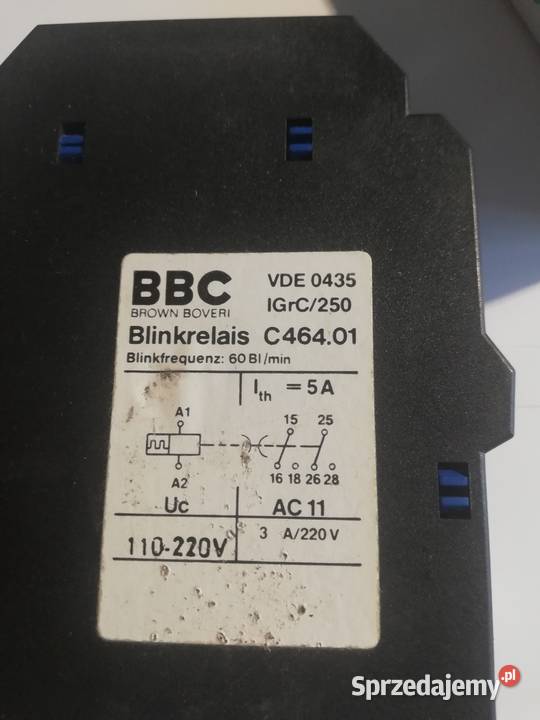 BBC VDE 0435
BROWN BOVERI IGrC/250
Blinkrelais C464.01
Blinkfrequenz: 60 Bl/min
Ith = 5A
A1 15 25
A2 16 18 26 28
Uc AC 11
110-220V 3 A/220 V
Sprzedajemy.pl